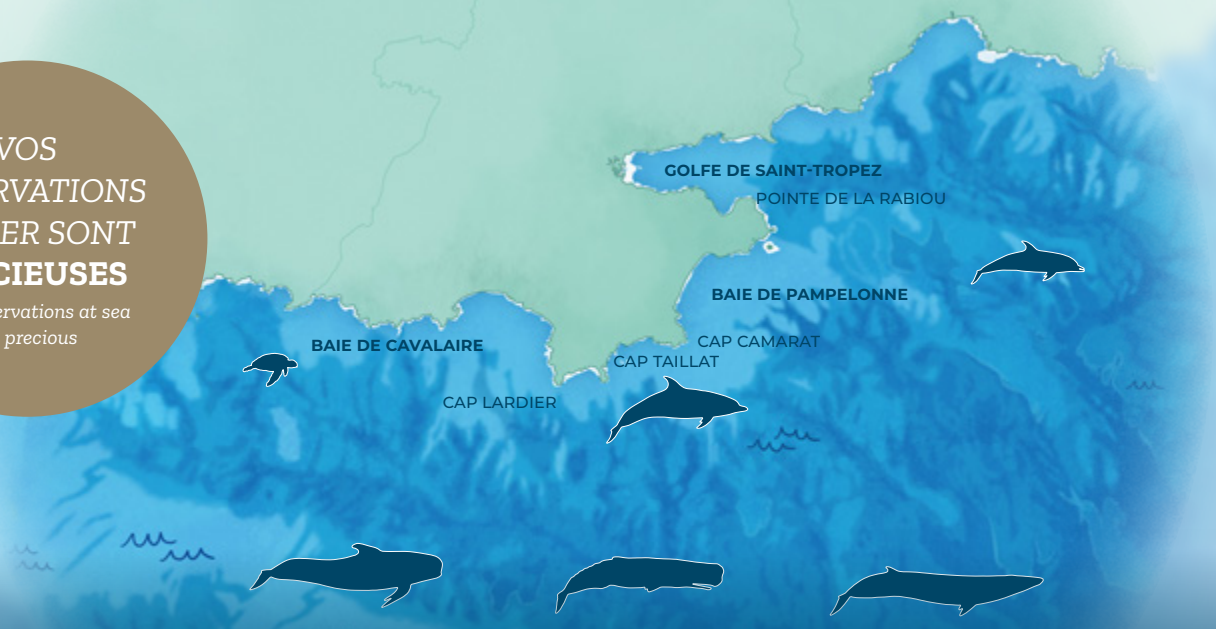 VOS
RVATIONS
ER SONT
CIEUSES
ervations at sea
precious
GOLFE DE SAINT-TROPEZ
POINTE DE LA RABIOU
BAIE DE PAMPELONNE
CAP CAMARAT
BAIE DE CAVALAIRE
CAP TAILLAT
CAP LARDIER